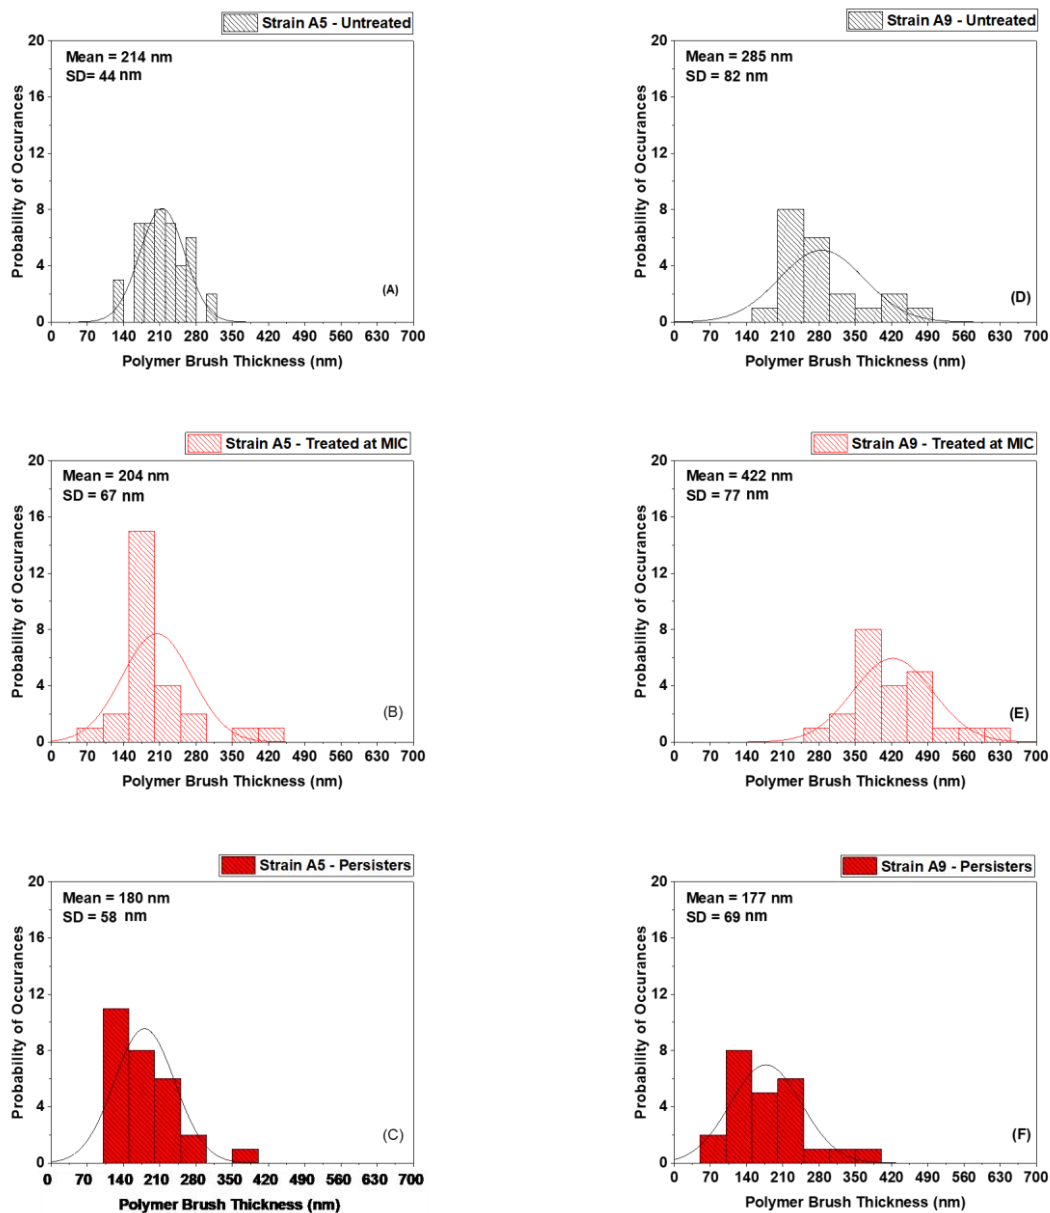 Strain A5 - Untreated
20
16
12
8
4
0
Probability of Occurances
Mean = 214 nm
SD= 44 nm
(A)
0 70 140 210 280 350 420 490 560 630 700
Polymer Brush Thickness (nm)
Strain A9 - Untreated
20
16
12
8
4
0
Probability of Occurances
Mean = 285 nm
SD = 82 nm
(D)
0 70 140 210 280 350 420 490 560 630 700
Polymer Brush Thickness (nm)
Strain A5 - Treated at MIC
20
16
12
8
4
0
Probability of Occurances
Mean = 204 nm
SD = 67 nm
(B)
0 70 140 210 280 350 420 490 560 630 700
Polymer Brush Thickness (nm)
Strain A9 - Treated at MIC
20
16
12
8
4
0
Probability of Occurances
Mean = 422 nm
SD = 77 nm
(E)
0 70 140 210 280 350 420 490 560 630 700
Polymer Brush Thickness (nm)
Strain A5 - Persisters
20
16
12
8
4
0
Probability of Occurances
Mean = 180 nm
SD = 58 nm
(C)
0 70 140 210 280 350 420 490 560 630 700
Polymer Brush Thickness (nm)
Strain A9 - Persisters
20
16
12
8
4
0
Probability of Occurances
Mean = 177 nm
SD = 69 nm
(F)
0 70 140 210 280 350 420 490 560 630 700
Polymer Brush Thickness (nm)